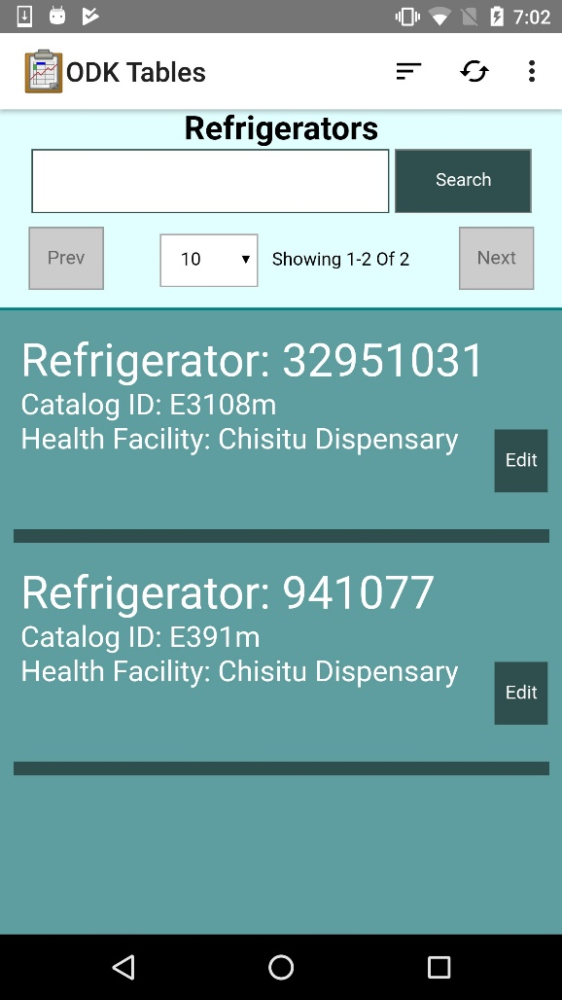 7:02
ODK Tables
Refrigerators
Search
Prev
10
Showing 1-2 Of 2
Next
Refrigerator: 32951031
Catalog ID: E3108m
Health Facility: Chisitu Dispensary
Edit
Refrigerator: 941077
Catalog ID: E391m
Health Facility: Chisitu Dispensary
Edit